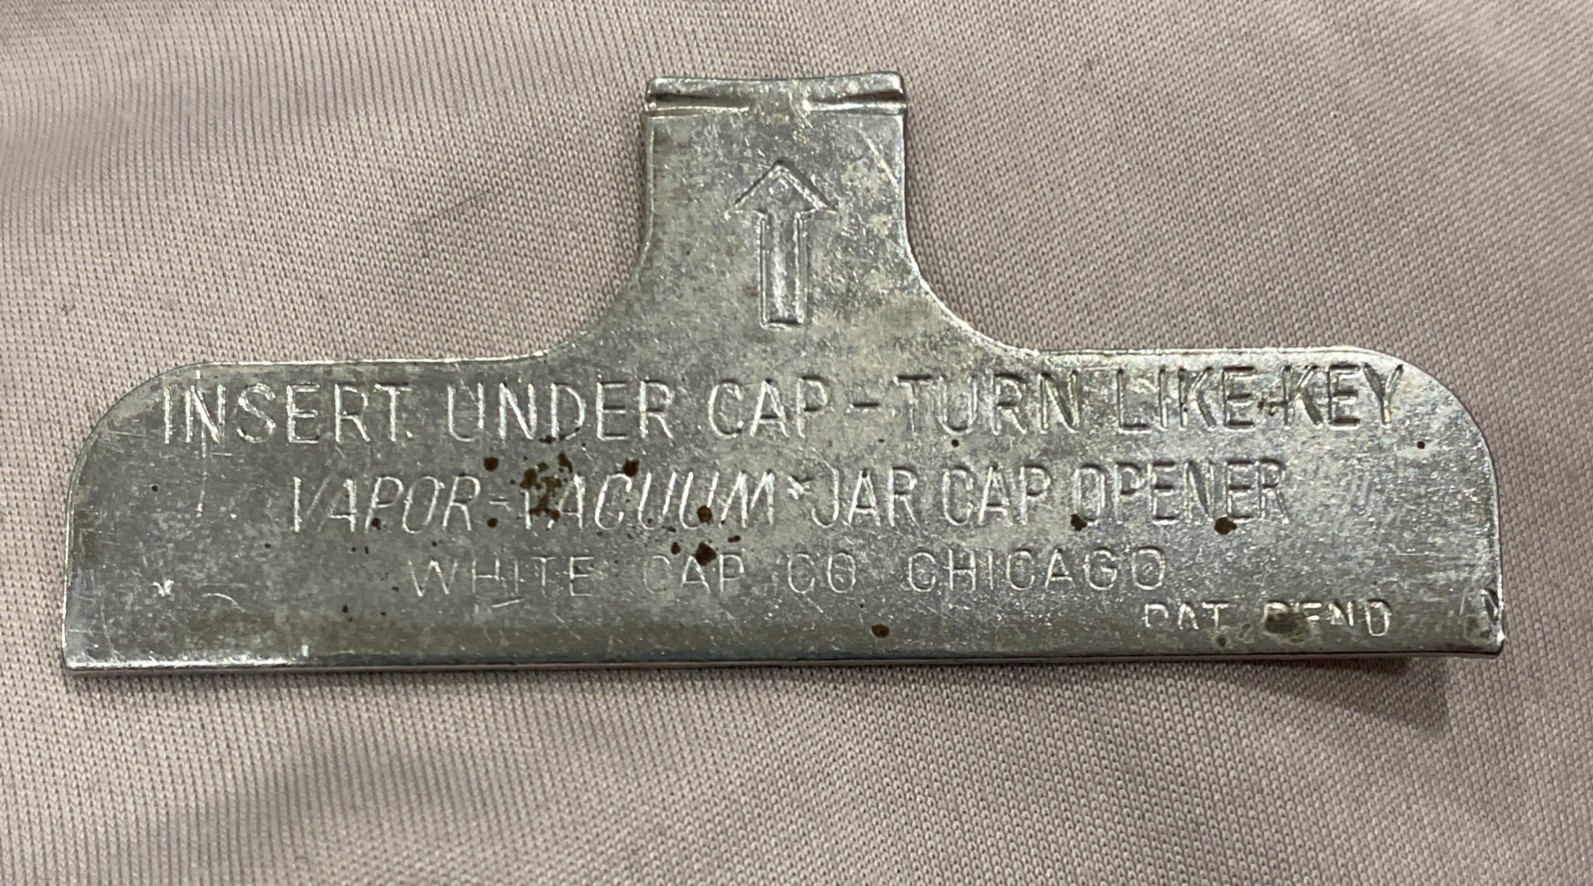 INSERT UNDER CAP - TURN LIKE KEY
VAPOR-VACUUM* JAR CAP OPENER
WHITE CAP CO CHICAGO
PAT. PEND